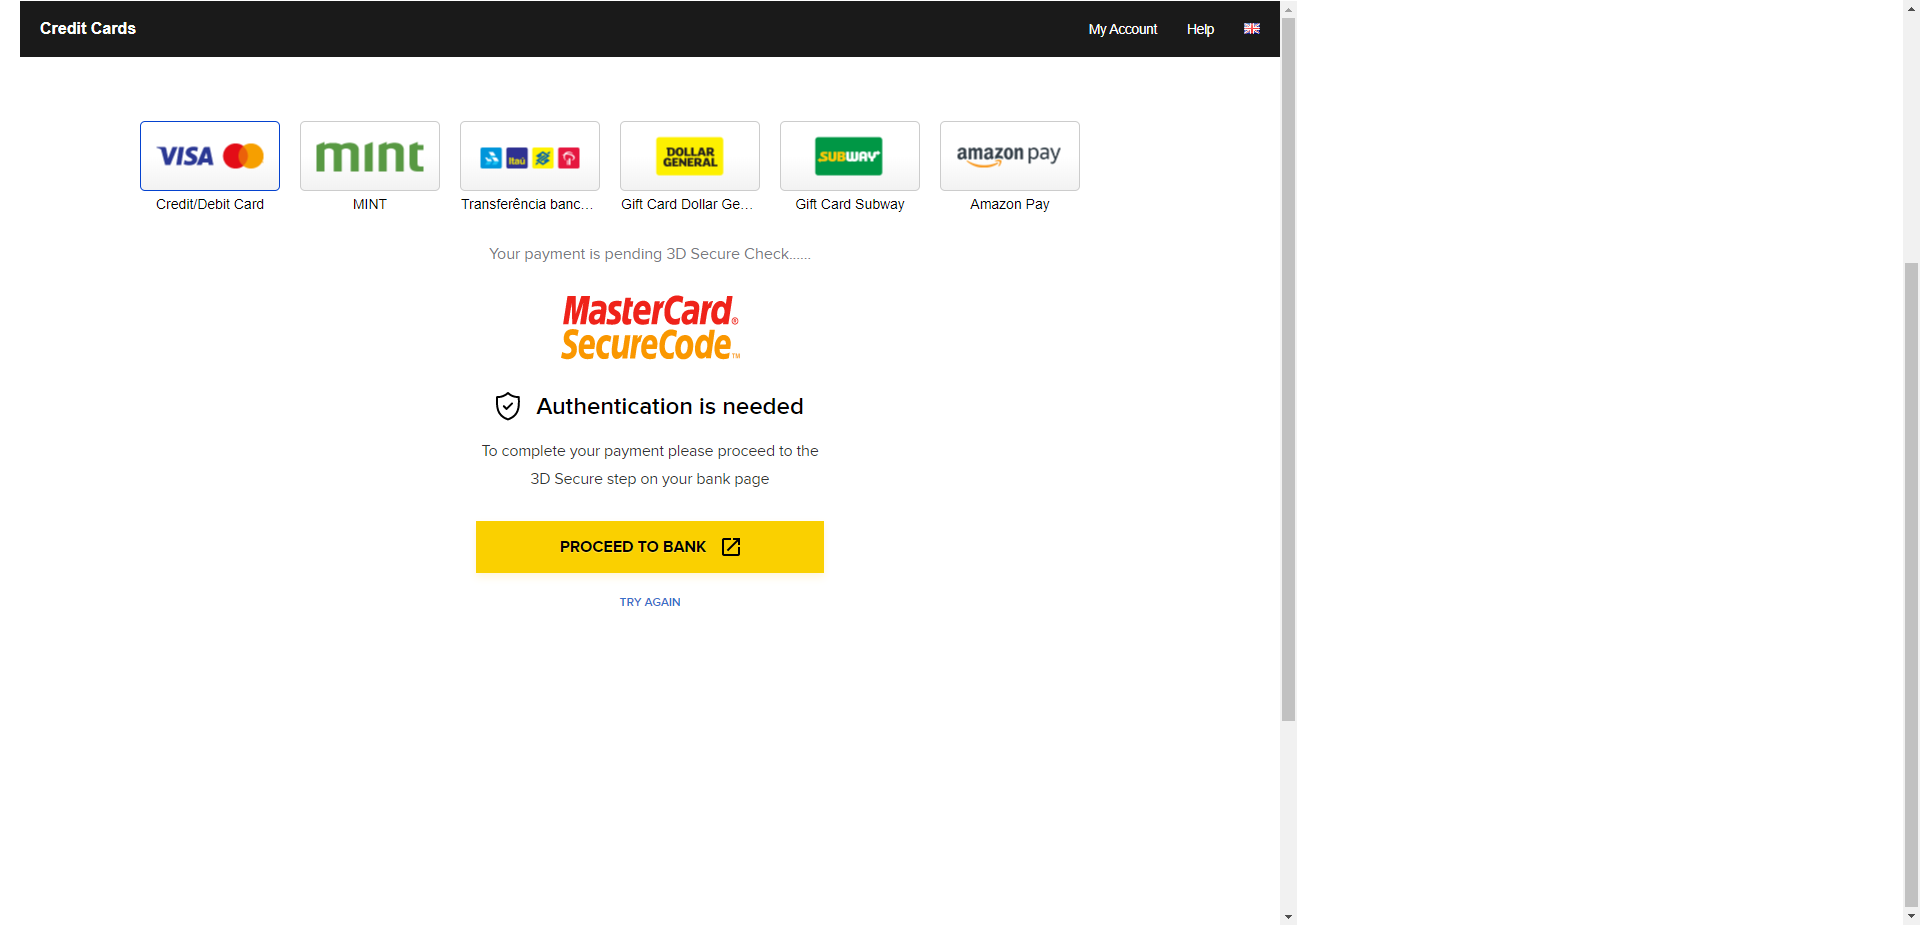 Credit Cards
My Account
Help
VISA
mint
Itaú
DOLLAR
GENERAL
SUBWAY
amazon pay
Credit/Debit Card
MINT
Transferência banc...
Gift Card Dollar Ge...
Gift Card Subway
Amazon Pay
Your payment is pending 3D Secure Check......
MasterCard®
SecureCode™
Authentication is needed
To complete your payment please proceed to the
3D Secure step on your bank page
PROCEED TO BANK
TRY AGAIN